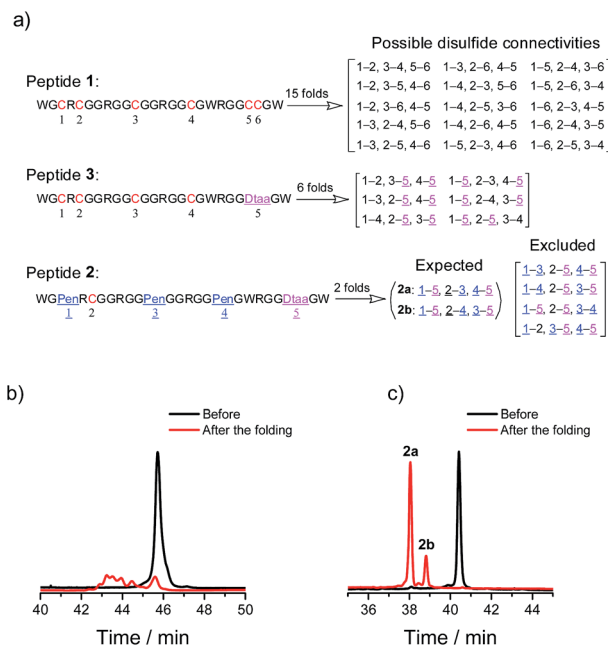 a)
Possible disulfide connectivities
Peptide 1:
WGCRCGGRGGCGGRGGCGWRGGCCGW
1 2 3 4 5 6
15 folds
1–2, 3–4, 5–6 1–3, 2–6, 4–5 1–5, 2–4, 3–6
1–2, 3–5, 4–6 1–4, 2–3, 5–6 1–5, 2–6, 3–4
1–2, 3–6, 4–5 1–4, 2–5, 3–6 1–6, 2–3, 4–5
1–3, 2–4, 5–6 1–4, 2–6, 4–5 1–6, 2–4, 3–5
1–3, 2–5, 4–6 1–5, 2–3, 4–6 1–6, 2–5, 3–4
Peptide 3:
WGCRCGGRGGCGGRGGCGWRGGDtaaGW
1 2 3 4 5
6 folds
1–2, 3–5, 4–5 1–5, 2–3, 4–5
1–3, 2–5, 4–5 1–5, 2–4, 3–5
1–4, 2–5, 3–5 1–5, 2–5, 3–4
Peptide 2:
WGPenRCGGRGGPenGGRGGPenGWRGGDtaaGW
1 2 3 4 5
2 folds
Expected
2a: 1–5, 2–3, 4–5
2b: 1–5, 2–4, 3–5
Excluded
1–3, 2–5, 4–5
1–4, 2–5, 3–5
1–5, 2–5, 3–4
1–2, 3–5, 4–5
b)
Before
After the folding
40 42 44 46 48 50
Time / min
c)
Before
After the folding
2a
2b
36 38 40 42 44
Time / min